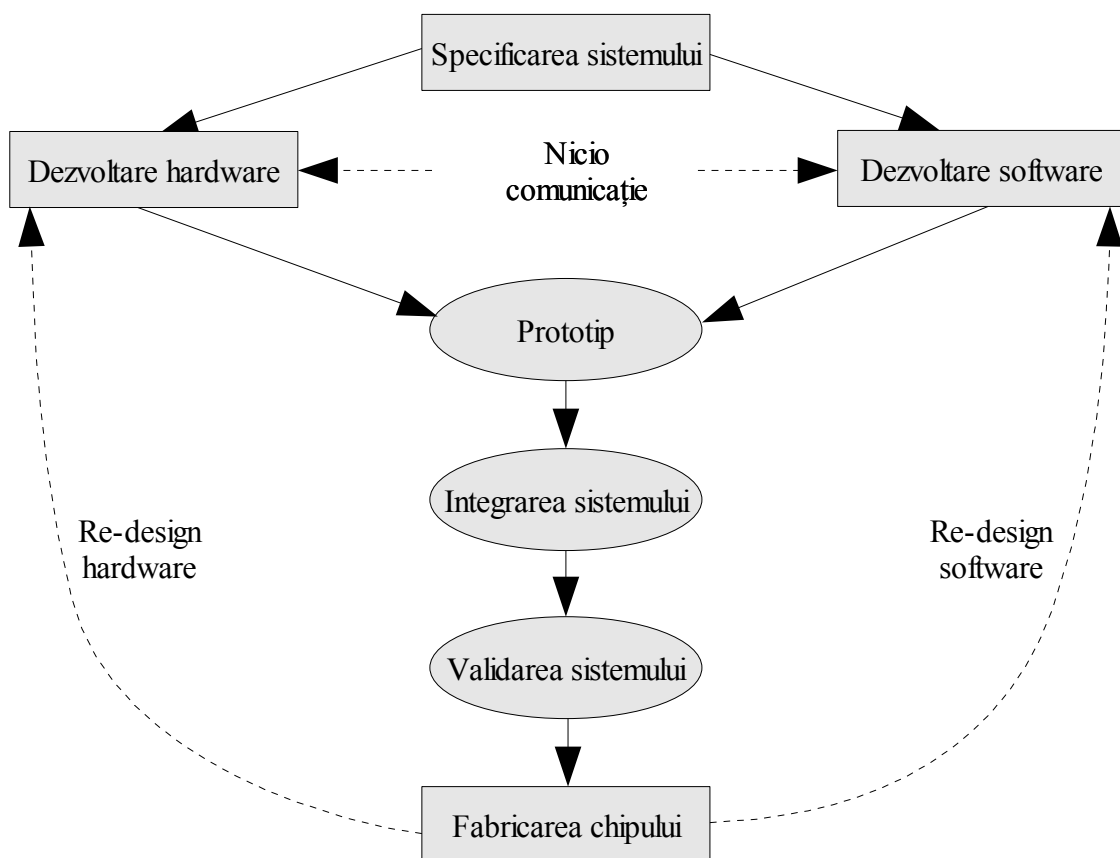 Specificarea sistemului
Dezvoltare hardware
Nicio
comunicație
Dezvoltare software
Prototip
Integrarea sistemului
Re-design
hardware
Re-design
software
Validarea sistemului
Fabricarea chipului